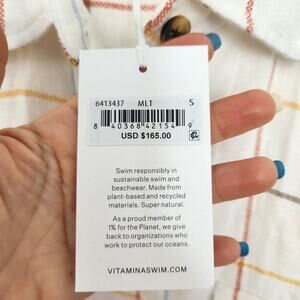 6413437 MLT S
8 40368 42154 9
USD $165.00
Swim responsibly in
sustainable swim and
beachwear. Made from
plant-based and recycled
materials. Super natural.
As a proud member of
1% for the Planet, we give
back to organizations who
work to protect our oceans.
VITAMINASWIM.COM